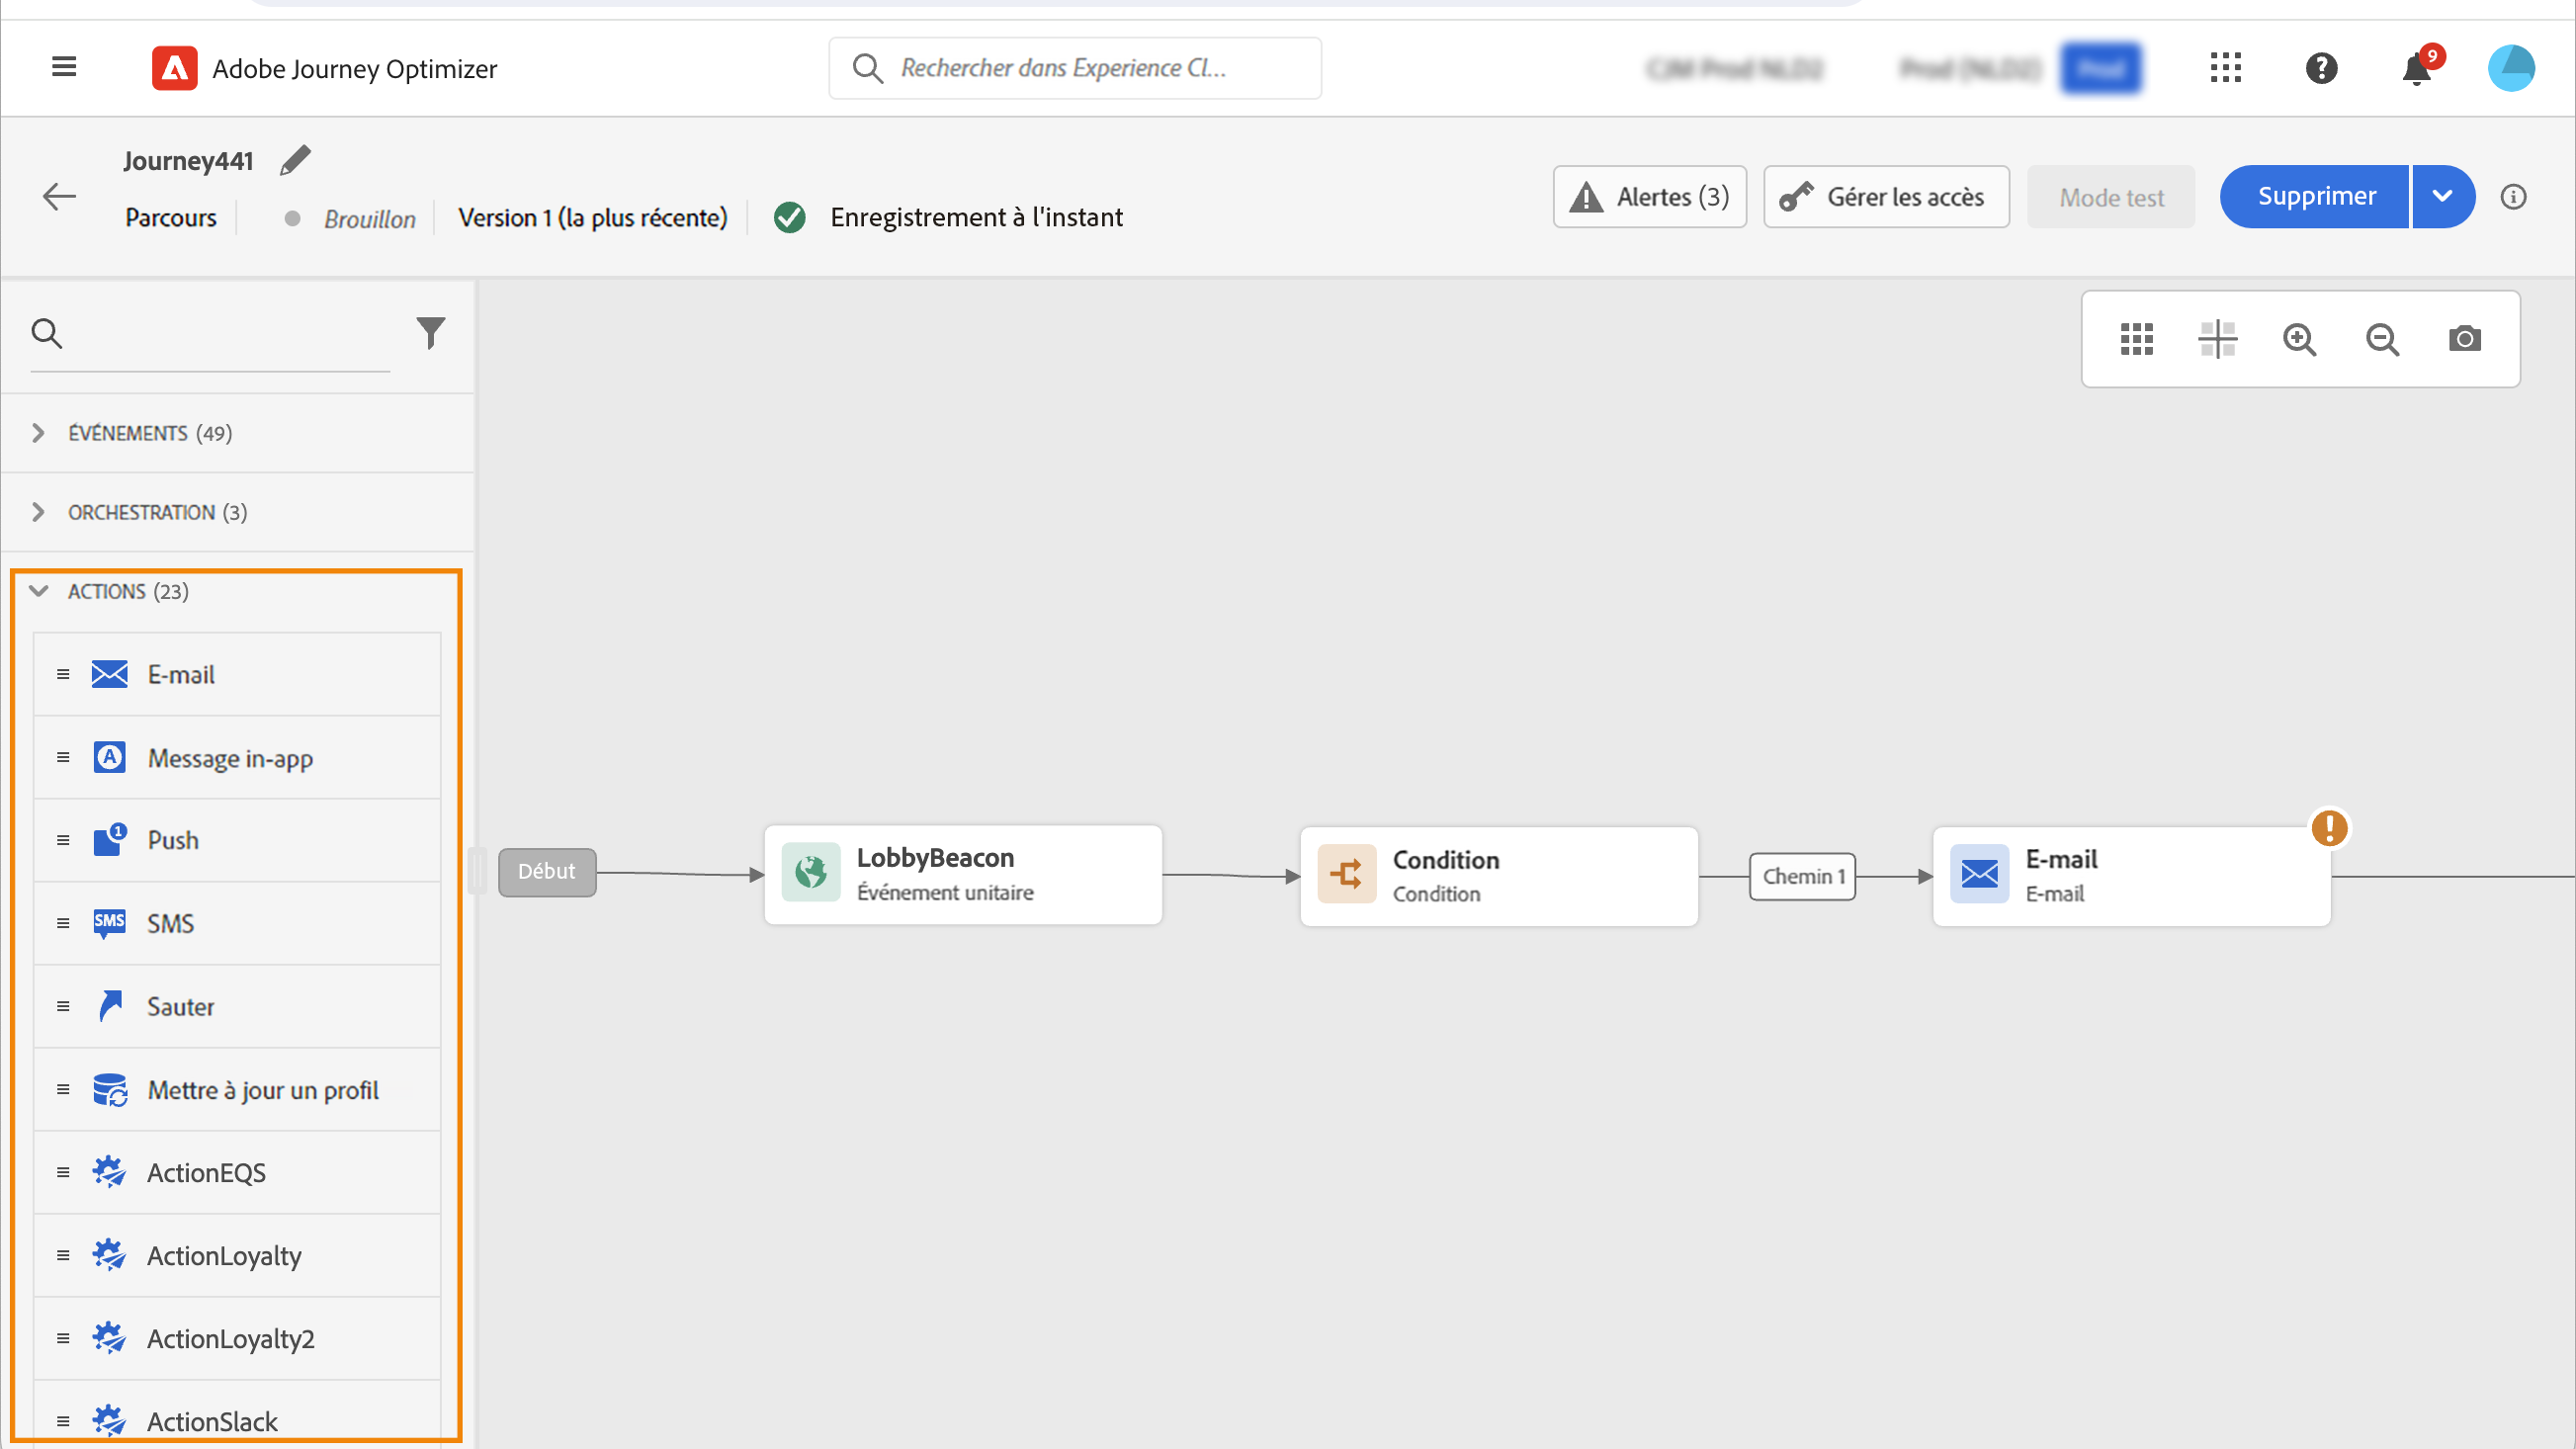 Adobe Journey Optimizer
Rechercher dans Experience Cl...
9
Journey441
Parcours
Brouillon
Version 1 (la plus récente)
Enregistrement à l'instant
Alertes (3)
Gérer les accès
Mode test
Supprimer
ÉVÉNEMENTS (49)
ORCHESTRATION (3)
ACTIONS (23)
E-mail
Message in-app
Push
SMS
SMS
Sauter
Mettre à jour un profil
ActionEQS
ActionLoyalty
ActionLoyalty2
ActionSlack
Début
LobbyBeacon
Événement unitaire
Condition
Condition
Chemin 1
E-mail
E-mail